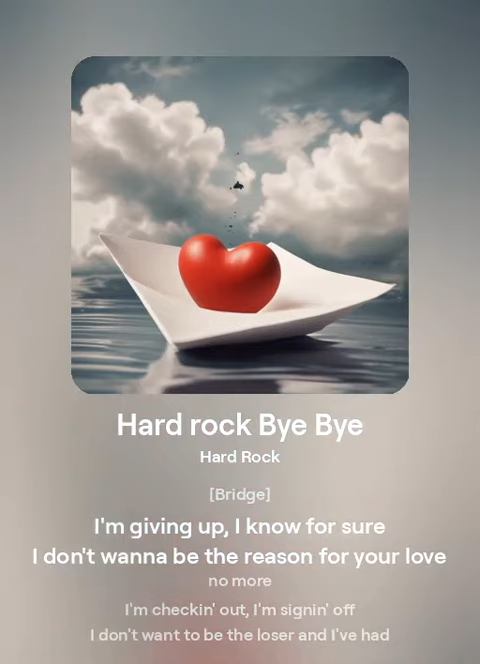 Hard rock Bye Bye
Hard Rock
[Bridge]
I'm giving up, I know for sure
I don't wanna be the reason for your love
no more
I'm checkin' out, I'm signin' off
I don't want to be the loser and I've had